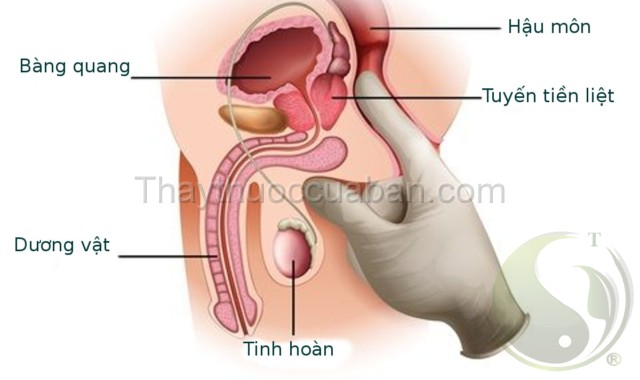 Hậu môn
Bàng quang
Tuyến tiền liệt
Thaythuoccuaban.com
Dương vật
T
®
Tinh hoàn